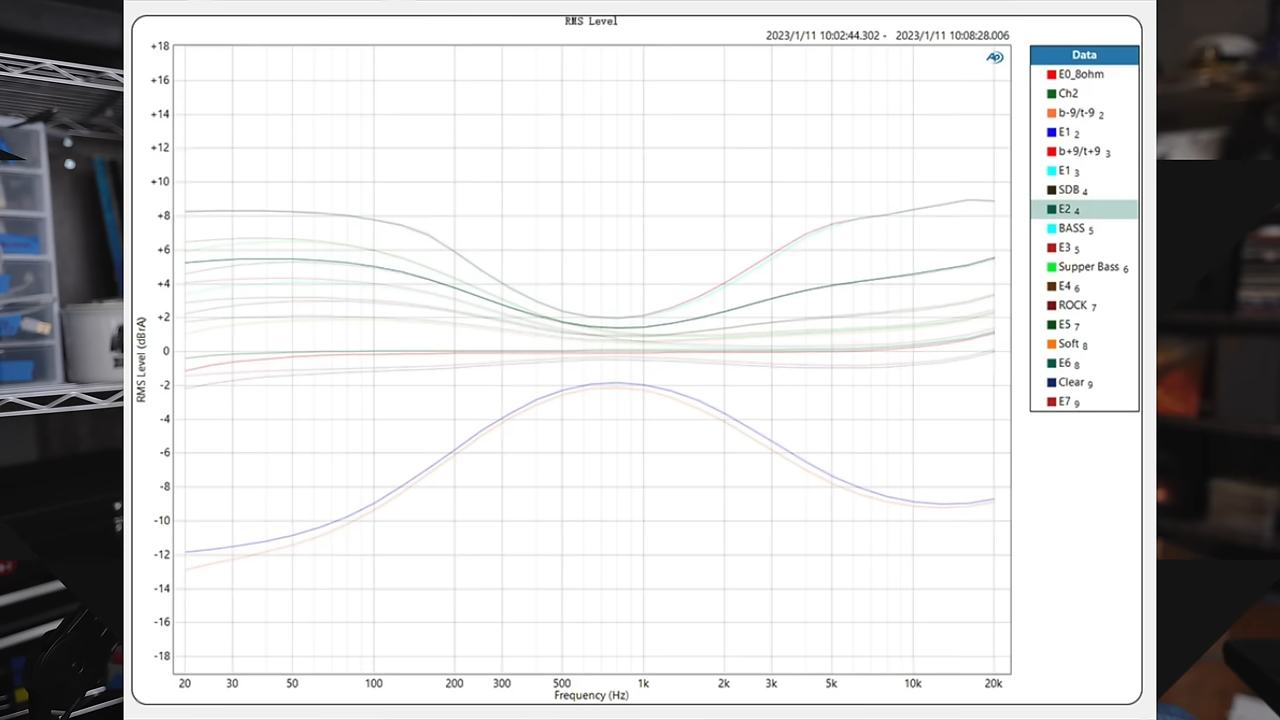 RMS Level
2023/1/11 10:02:44.302 - 2023/1/11 10:08:28.006
AP
+18
+16
+14
+12
+10
+8
+6
+4
+2
0
-2
-4
-6
-8
-10
-12
-14
-16
-18
RMS Level (dBrA)
20 30 50 100 200 300 500 1k 2k 3k 5k 10k 20k
Frequency (Hz)
Data
E0_8ohm
Ch2
b-9/t-9 2
E1 2
b+9/t+9 3
E1 3
SDB 4
E2 4
BASS 5
E3 5
Supper Bass 6
E4 6
ROCK 7
E5 7
Soft 8
E6 8
Clear 9
E7 9